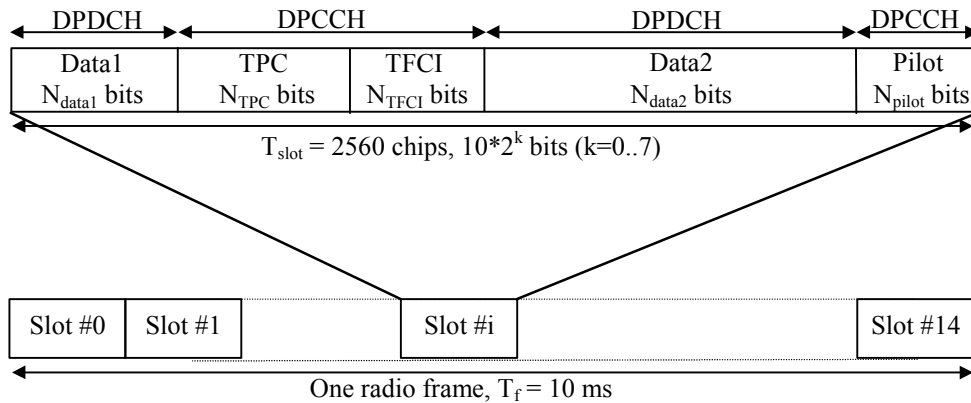 DPDCH DPCCH DPDCH DPCCH
Data1 TPC TFCI Data2 Pilot
N_data1 bits N_TPC bits N_TFCI bits N_data2 bits N_pilot bits
T_slot = 2560 chips, 10*2^k bits (k=0..7)
Slot #0 Slot #1 Slot #i Slot #14
One radio frame, T_f = 10 ms